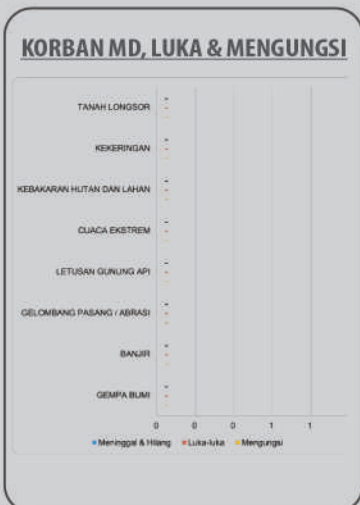 KORBAN MD, LUKA & MENGUNGSI
TANAH LONGSOR
KEKERINGAN
KEBAKARAN HUTAN DAN LAHAN
CUACA EKSTREM
LETUSAN GUNUNG API
GELOMBANG PASANG / ABRASI
BANJIR
GEMPA BUMI
0 0 0 1 1
Meninggal & Hilang Luka-luka Mengungsi